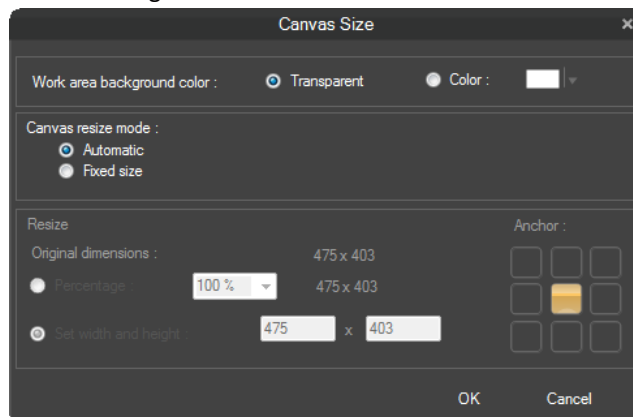 Canvas Size
Work area background color : Transparent Color :
Canvas resize mode :
Automatic
Fixed size
Resize Anchor :
Original dimensions : 475 x 403
Percentage : 100 % 475 x 403
Set width and height : 475 x 403
OK Cancel